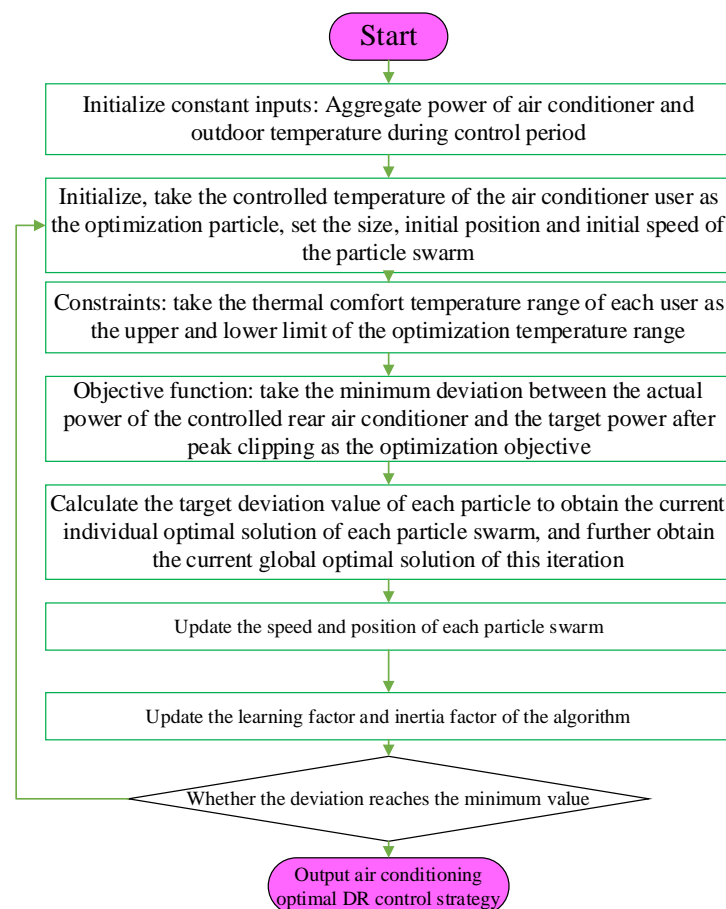 Start
Initialize constant inputs: Aggregate power of air conditioner and
outdoor temperature during control period
Initialize, take the controlled temperature of the air conditioner user as
the optimization particle, set the size, initial position and initial speed of
the particle swarm
Constraints: take the thermal comfort temperature range of each user as
the upper and lower limit of the optimization temperature range
Objective function: take the minimum deviation between the actual
power of the controlled rear air conditioner and the target power after
peak clipping as the optimization objective
Calculate the target deviation value of each particle to obtain the current
individual optimal solution of each particle swarm, and further obtain
the current global optimal solution of this iteration
Update the speed and position of each particle swarm
Update the learning factor and inertia factor of the algorithm
Whether the deviation reaches the minimum value
Output air conditioning
optimal DR control strategy